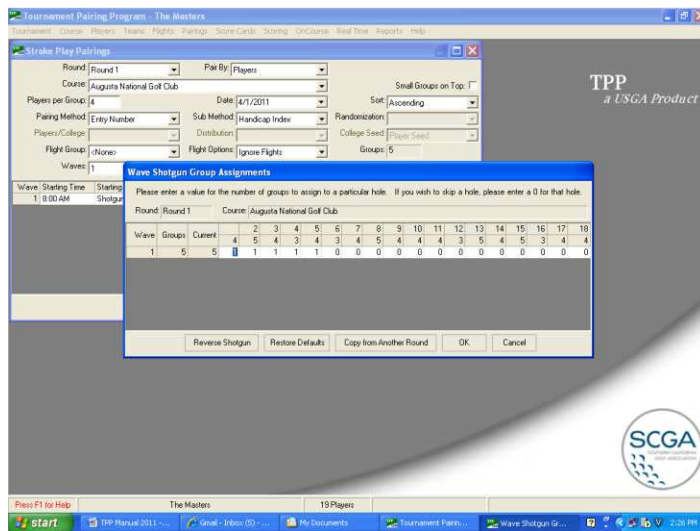 Tournament Pairing Program - The Masters
Tournament Course Players Teams Flights Pairings Score Cards Scoring OnCourse Real Time Reports Help
Stroke Play Pairings
Round: Round 1 Pair By: Players
Course: Augusta National Golf Club Small Groups on Top:
Players per Group: 4 Date: 4/1/2011 Sort: Ascending
Pairing Method: Entry Number Sub Method: Handicap Index Randomization:
Players/College: Distribution: College Seed: Player Seed
Flight Group: <None> Flight Options: Ignore Flights Groups: 5
Waves: 1
Wave Starting Time Starting
1 8:00 AM Shotgun
TPP
a USGA Product
Wave Shotgun Group Assignments
Please enter a value for the number of groups to assign to a particular hole. If you wish to skip a hole, please enter a 0 for that hole.
Round: Round 1 Course: Augusta National Golf Club
Wave Groups Current 2 3 4 5 6 7 8 9 10 11 12 13 14 15 16 17 18
4 5 4 3 4 3 4 5 4 4 4 3 5 4 5 3 4 4
1 5 5 1 1 1 1 1 0 0 0 0 0 0 0 0 0 0 0 0 0
Reverse Shotgun Restore Defaults Copy from Another Round OK Cancel
SCGA
SOUTHERN CALIFORNIA
GOLF ASSOCIATION
Press F1 for Help The Masters 19 Players
start TPP Manual 2011 -... Gmail - Inbox (5) - ... My Documents Tournament Pairin... Wave Shotgun Gr... 2:26 PM